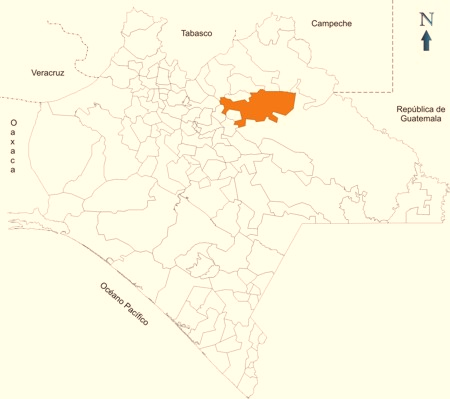 Campeche
N
Tabasco
Veracruz
República de
Guatemala
O
a
x
a
c
a
Océano Pacífico